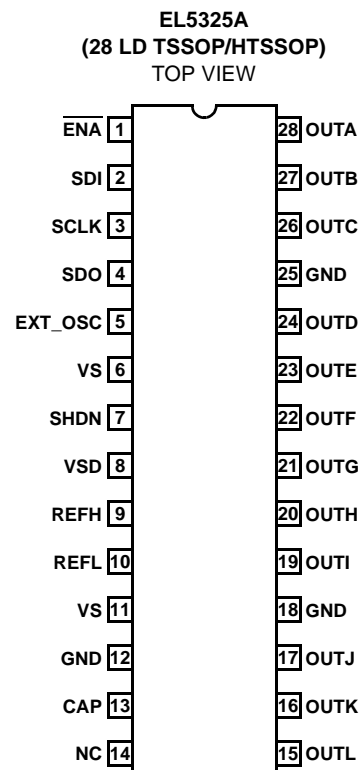 EL5325A
(28 LD TSSOP/HTSSOP)
TOP VIEW
ENA 1 28 OUTA
SDI 2 27 OUTB
SCLK 3 26 OUTC
SDO 4 25 GND
EXT_OSC 5 24 OUTD
VS 6 23 OUTE
SHDN 7 22 OUTF
VSD 8 21 OUTG
REFH 9 20 OUTH
REFL 10 19 OUTI
VS 11 18 GND
GND 12 17 OUTJ
CAP 13 16 OUTK
NC 14 15 OUTL